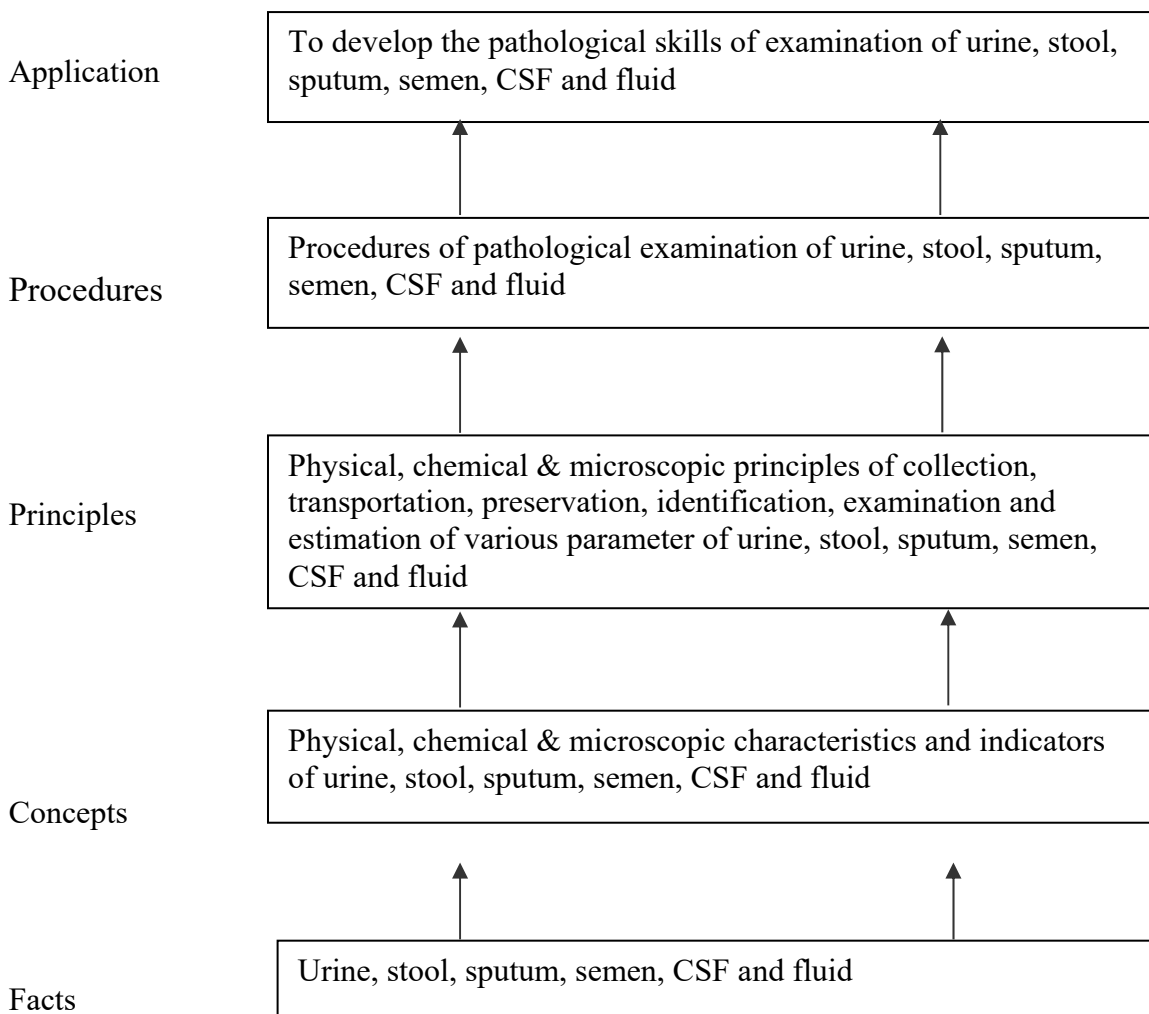 To develop the pathological skills of examination of urine, stool,
Application
sputum, semen, CSF and fluid
Procedures of pathological examination of urine, stool, sputum,
Procedures
semen, CSF and fluid
Physical, chemical & microscopic principles of collection,
transportation, preservation, identification, examination and
Principles
estimation of various parameter of urine, stool, sputum, semen,
CSF and fluid
Physical, chemical & microscopic characteristics and indicators
of urine, stool, sputum, semen, CSF and fluid
Concepts
Urine, stool, sputum, semen, CSF and fluid
Facts